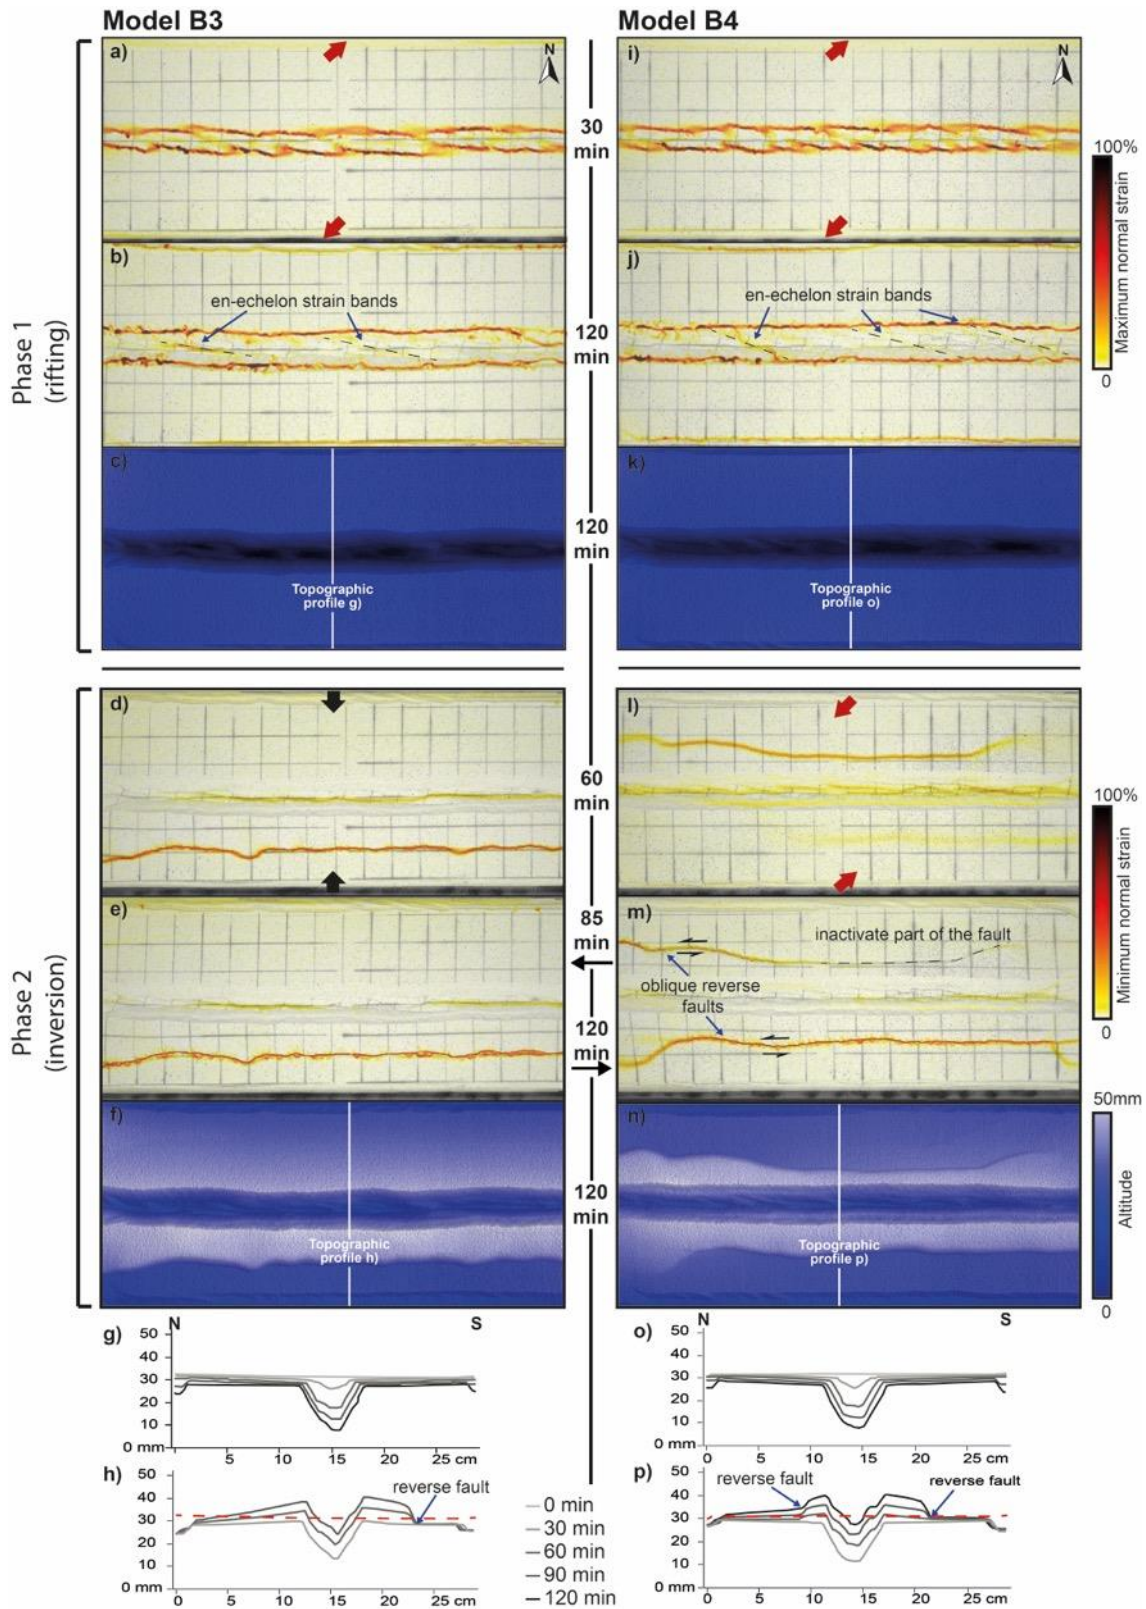 Model B3
Model B4
a)
N
30
min
i)
N
100%
Maximum normal strain
0
b)
en-echelon strain bands
120
min
j)
en-echelon strain bands
Phase 1
(rifting)
c)
Topographic
profile g)
120
min
k)
Topographic
profile o)
d)
60
min
l)
100%
Minimum normal strain
0
e)
85
min
120
min
m)
inactivate part of the fault
oblique reverse
faults
Phase 2
(inversion)
f)
Topographic
profile h)
120
min
n)
Topographic
profile p)
50mm
Altitude
0
g)
N
S
50
40
30
20
10
0 mm
5
10
15
20
25 cm
o)
N
S
50
40
30
20
10
0 mm
5
10
15
20
25 cm
h)
50
40
30
20
10
0 mm
reverse fault
5
10
15
20
25 cm
0 min
30 min
60 min
90 min
120 min
p)
50
40
30
20
10
0 mm
reverse fault
reverse fault
5
10
15
20
25 cm